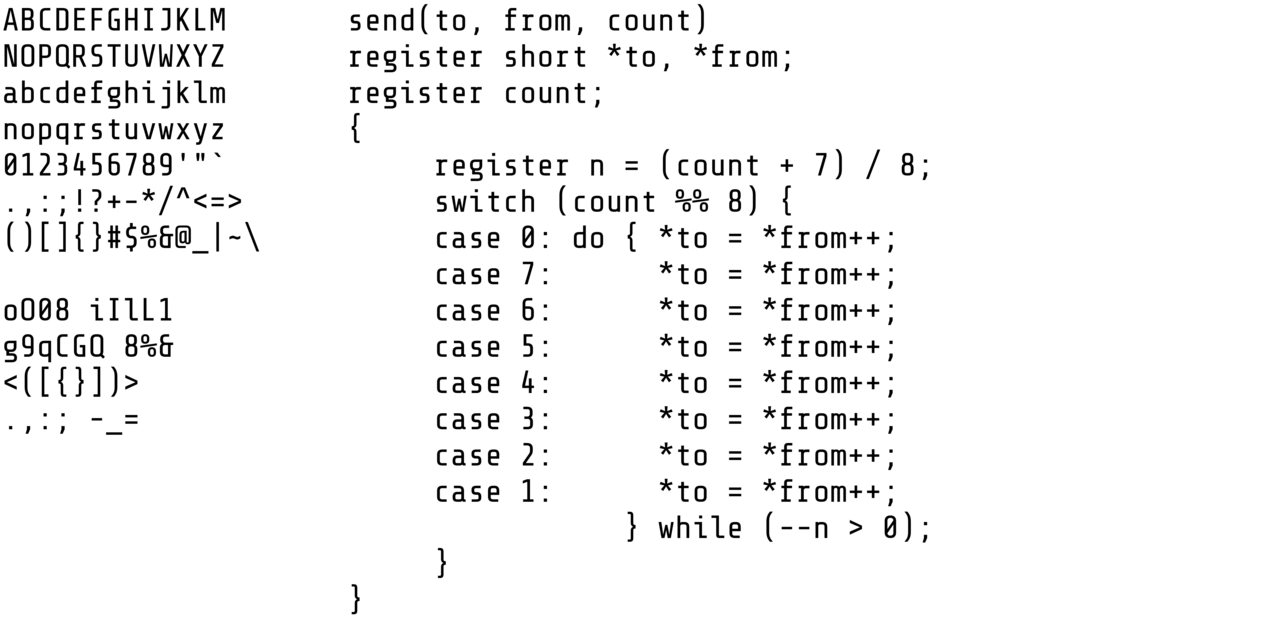 ABCDEFGHIJKLM
NOPQRSTUVWXYZ
abcdefghijklm
nopqrstuvwxyz
0123456789'"`
.,:;!?+-*/^<=>
()[]{}#$%&@_|~\
oO08 iIlL1
g9qCGQ 8%&
<([{}])>
.,:; -_=
send(to, from, count)
register short *to, *from;
register count;
{
     register n = (count + 7) / 8;
     switch (count %% 8) {
     case 0: do { *to = *from++;
     case 7:      *to = *from++;
     case 6:      *to = *from++;
     case 5:      *to = *from++;
     case 4:      *to = *from++;
     case 3:      *to = *from++;
     case 2:      *to = *from++;
     case 1:      *to = *from++;
                } while (--n > 0);
     }
}